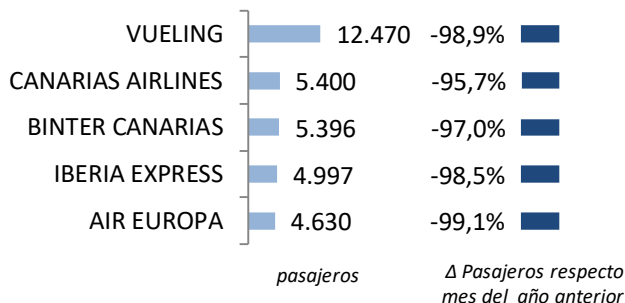 VUELING 12.470 -98,9%
CANARIAS AIRLINES 5.400 -95,7%
BINTER CANARIAS 5.396 -97,0%
IBERIA EXPRESS 4.997 -98,5%
AIR EUROPA 4.630 -99,1%
pasajeros Δ Pasajeros respecto
mes del año anterior